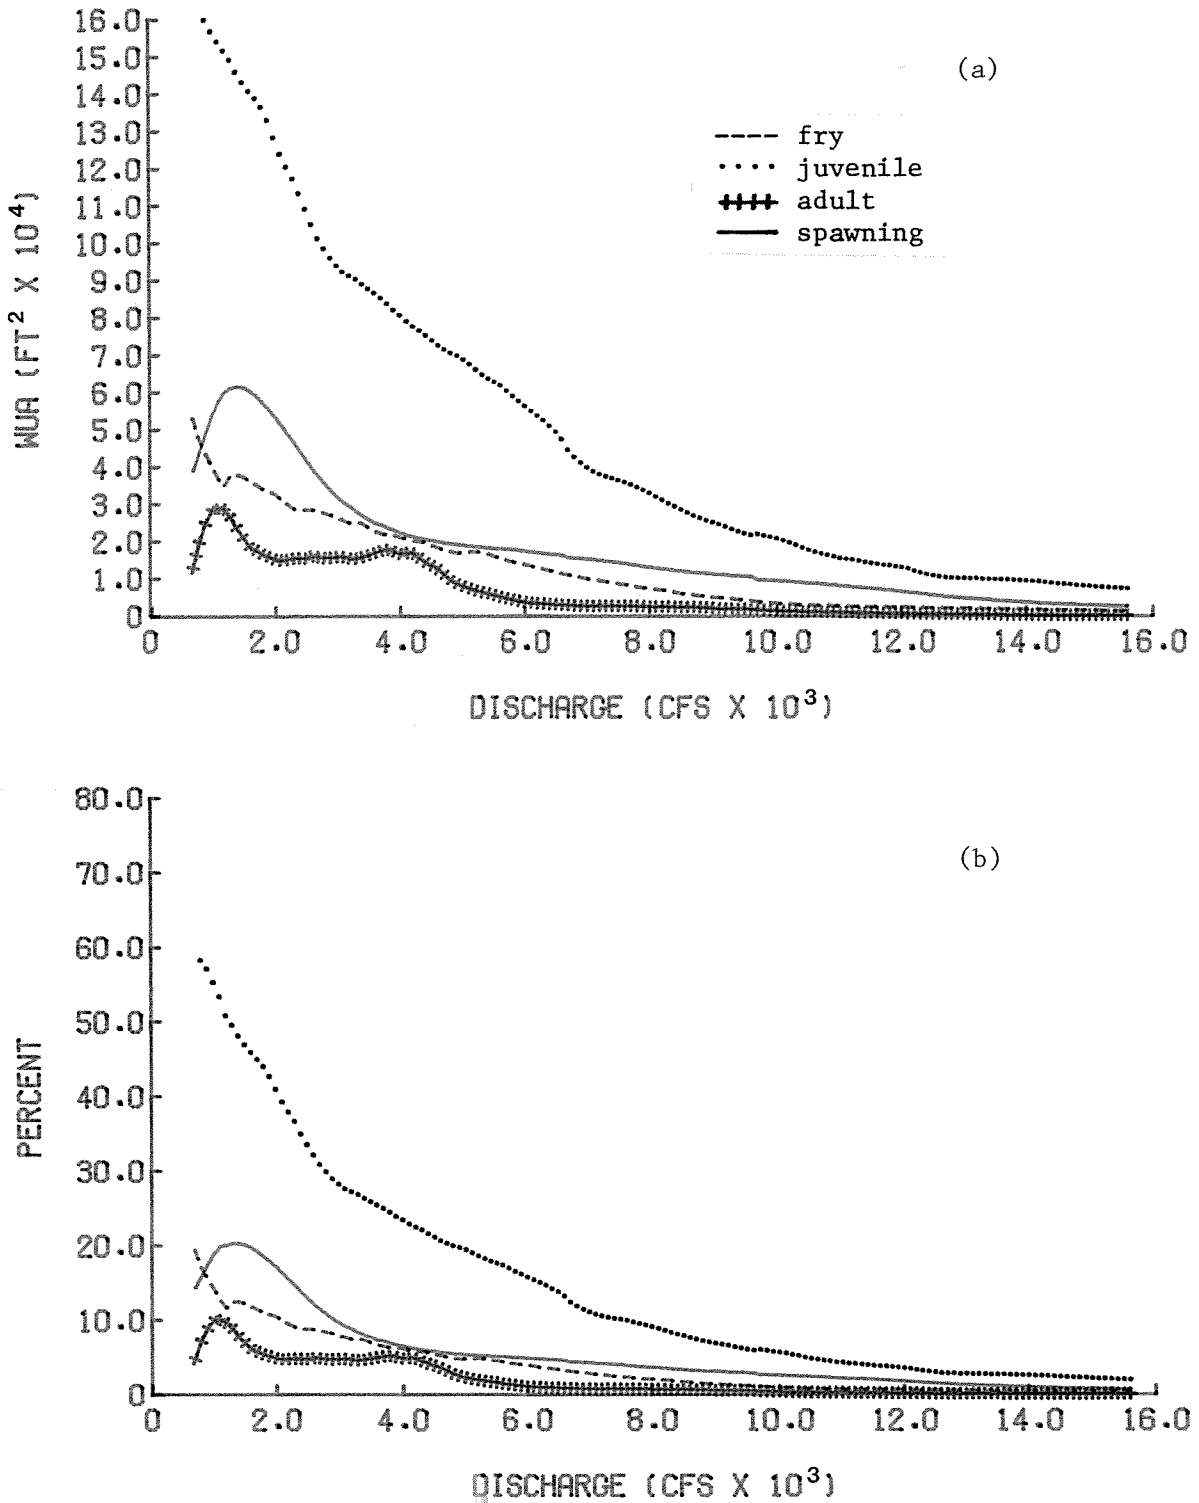 16.0
15.0
14.0
13.0
12.0
11.0
10.0
9.0
8.0
7.0
6.0
5.0
4.0
3.0
2.0
1.0
0
WUA (FT² X 10⁴)
(a)
fry
juvenile
adult
spawning
0 2.0 4.0 6.0 8.0 10.0 12.0 14.0 16.0
DISCHARGE (CFS X 10³)
80.0
70.0
60.0
50.0
40.0
30.0
20.0
10.0
0
PERCENT
(b)
0 2.0 4.0 6.0 8.0 10.0 12.0 14.0 16.0
DISCHARGE (CFS X 10³)